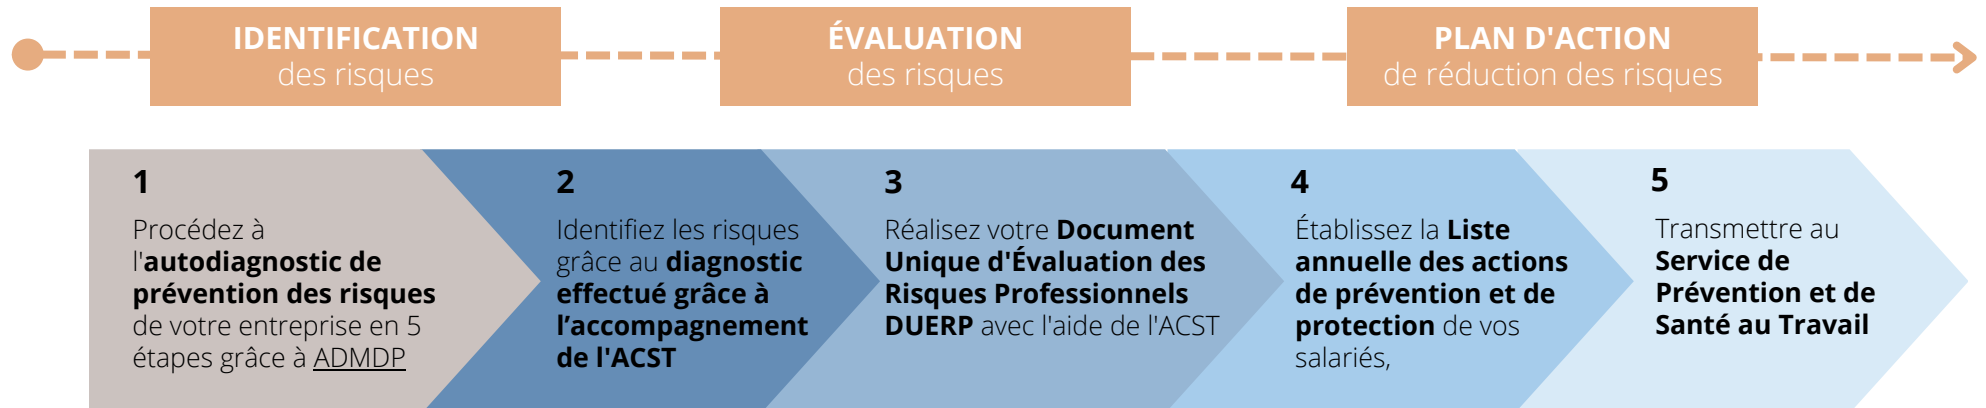 IDENTIFICATION
des risques
ÉVALUATION
des risques
PLAN D'ACTION
de réduction des risques
1
Procédez à
l'autodiagnostic de
prévention des risques
de votre entreprise en 5
étapes grâce à ADMDP
2
Identifiez les risques
grâce au diagnostic
effectué grâce à
l’accompagnement
de l'ACST
3
Réalisez votre Document
Unique d'Évaluation des
Risques Professionnels
DUERP avec l'aide de l'ACST
4
Établissez la Liste
annuelle des actions
de prévention et de
protection de vos
salariés,
5
Transmettre au
Service de
Prévention et de
Santé au Travail